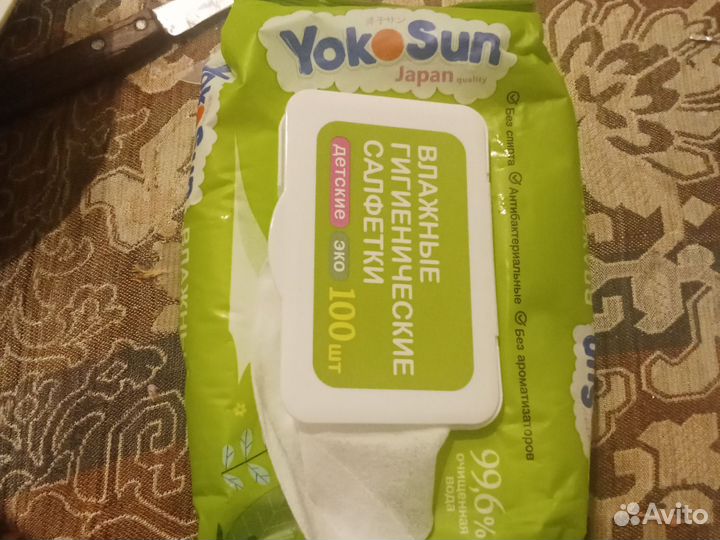 YokoSun
Japan quality
ВЛАЖНЫЕ
ГИГИЕНИЧЕСКИЕ
САЛФЕТКИ
детские эко 100 шт
Без спирта
Антибактериальные
Без ароматизаторов
99,6%
очищенная
вода
Avito